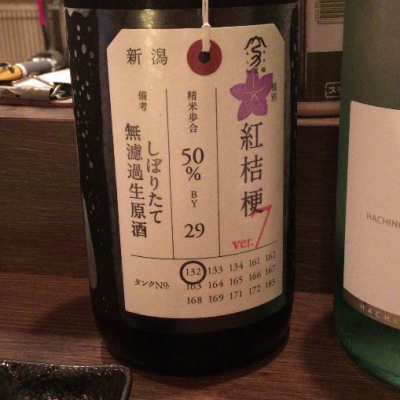 新潟
紅桔梗
ver.7
精米歩合
50%
BY
29
備考
しぼりたて
無濾過生原酒
タンクNo.
132 133 134 161 162
163 164 165 166 167
168 169 171 172 183
HACHIN
HACHI